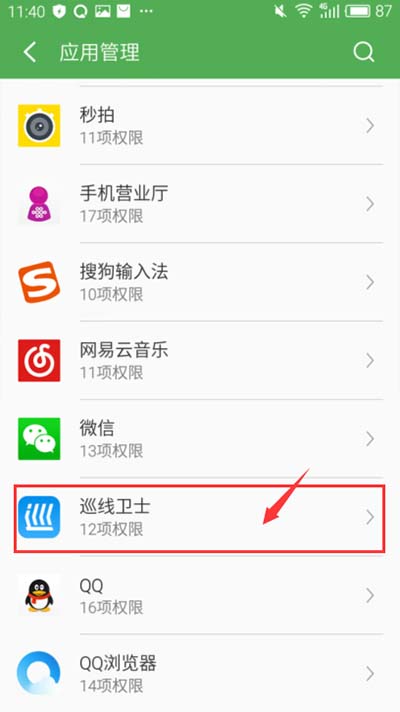 11:40 ··· 4G 87
应用管理
秒拍
11项权限
手机营业厅
17项权限
搜狗输入法
10项权限
网易云音乐
11项权限
微信
13项权限
巡线卫士
12项权限
QQ
16项权限
QQ浏览器
14项权限